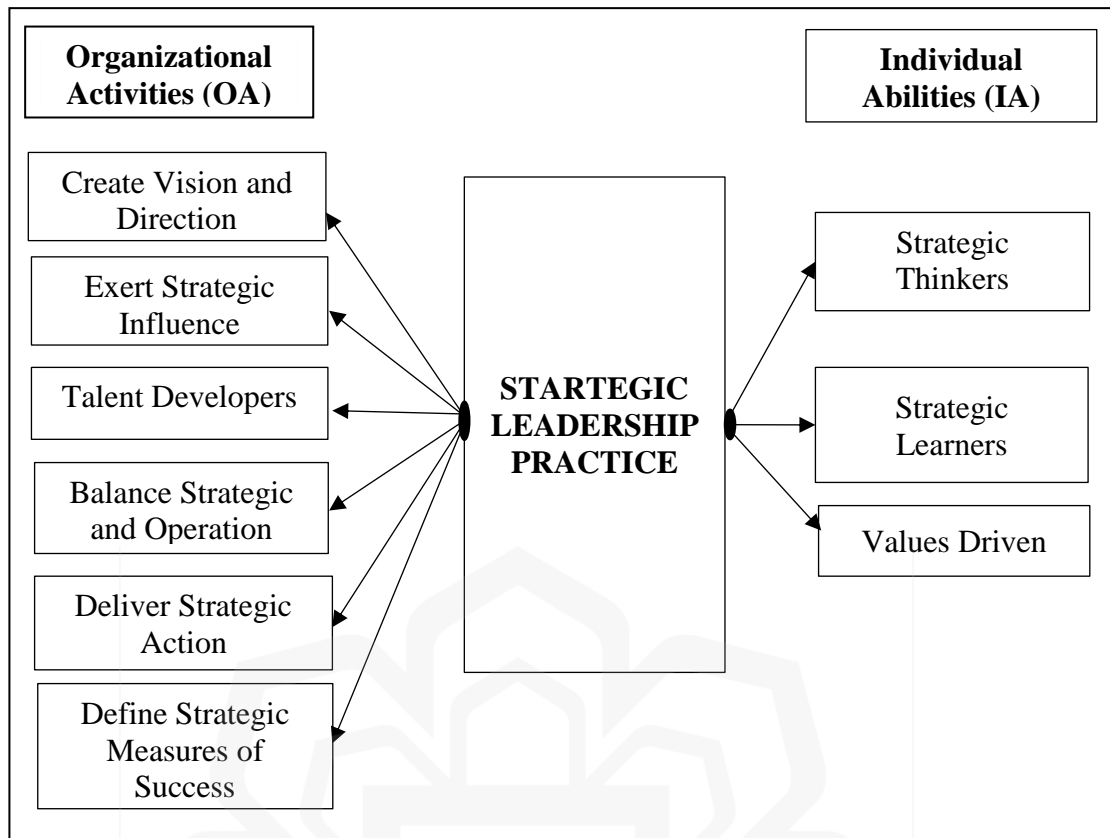 Organizational
Activities (OA)
Create Vision and
Direction
Exert Strategic
Influence
Talent Developers
Balance Strategic
and Operation
Deliver Strategic
Action
Define Strategic
Measures of
Success
STARTEGIC
LEADERSHIP
PRACTICE
Individual
Abilities (IA)
Strategic
Thinkers
Strategic
Learners
Values Driven